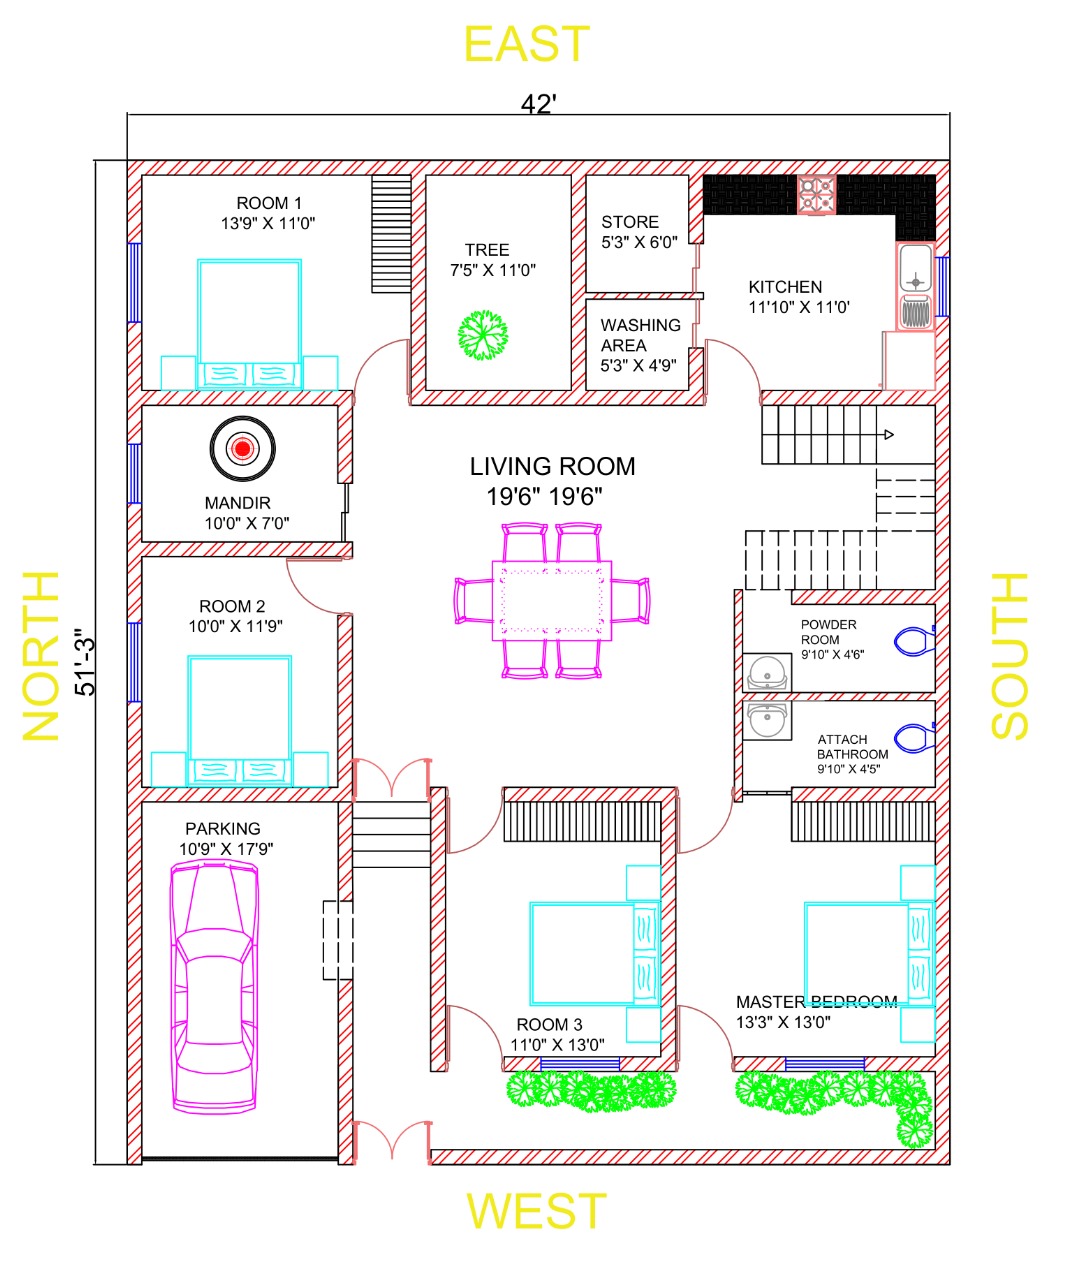 EAST
42'
ROOM 1
13'9" X 11'0"
TREE
7'5" X 11'0"
STORE
5'3" X 6'0"
KITCHEN
11'10" X 11'0'
WASHING
AREA
5'3" X 4'9"
MANDIR
10'0" X 7'0"
LIVING ROOM
19'6" 19'6"
NORTH
51'-3"
SOUTH
ROOM 2
10'0" X 11'9"
POWDER
ROOM
9'10" X 4'6"
ATTACH
BATHROOM
9'10" X 4'5"
PARKING
10'9" X 17'9"
ROOM 3
11'0" X 13'0"
MASTER BEDROOM
13'3" X 13'0"
WEST